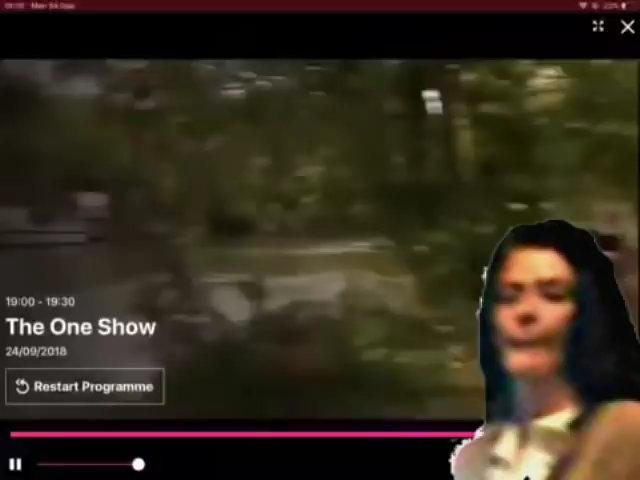 19:00 - 19:30
The One Show
24/09/2018
Restart Programme